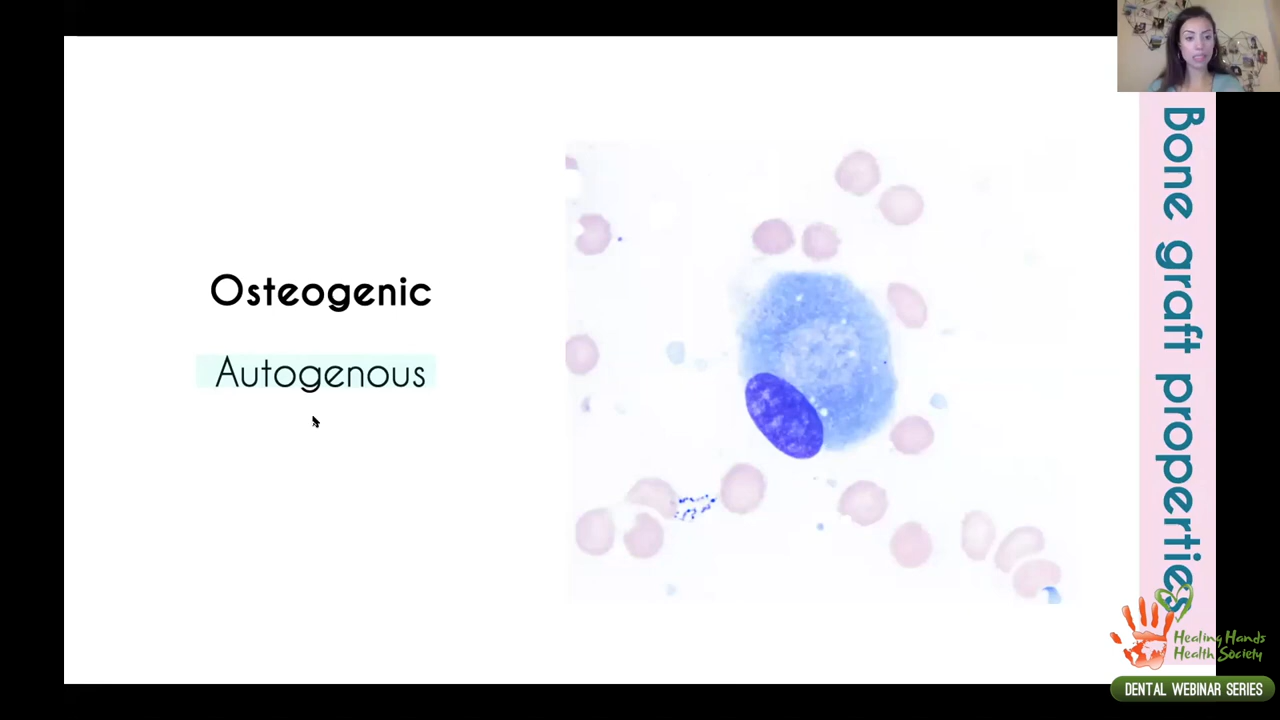 Osteogenic
Autogenous
Bone graft properties
Healing Hands
Health Society
DENTAL WEBINAR SERIES